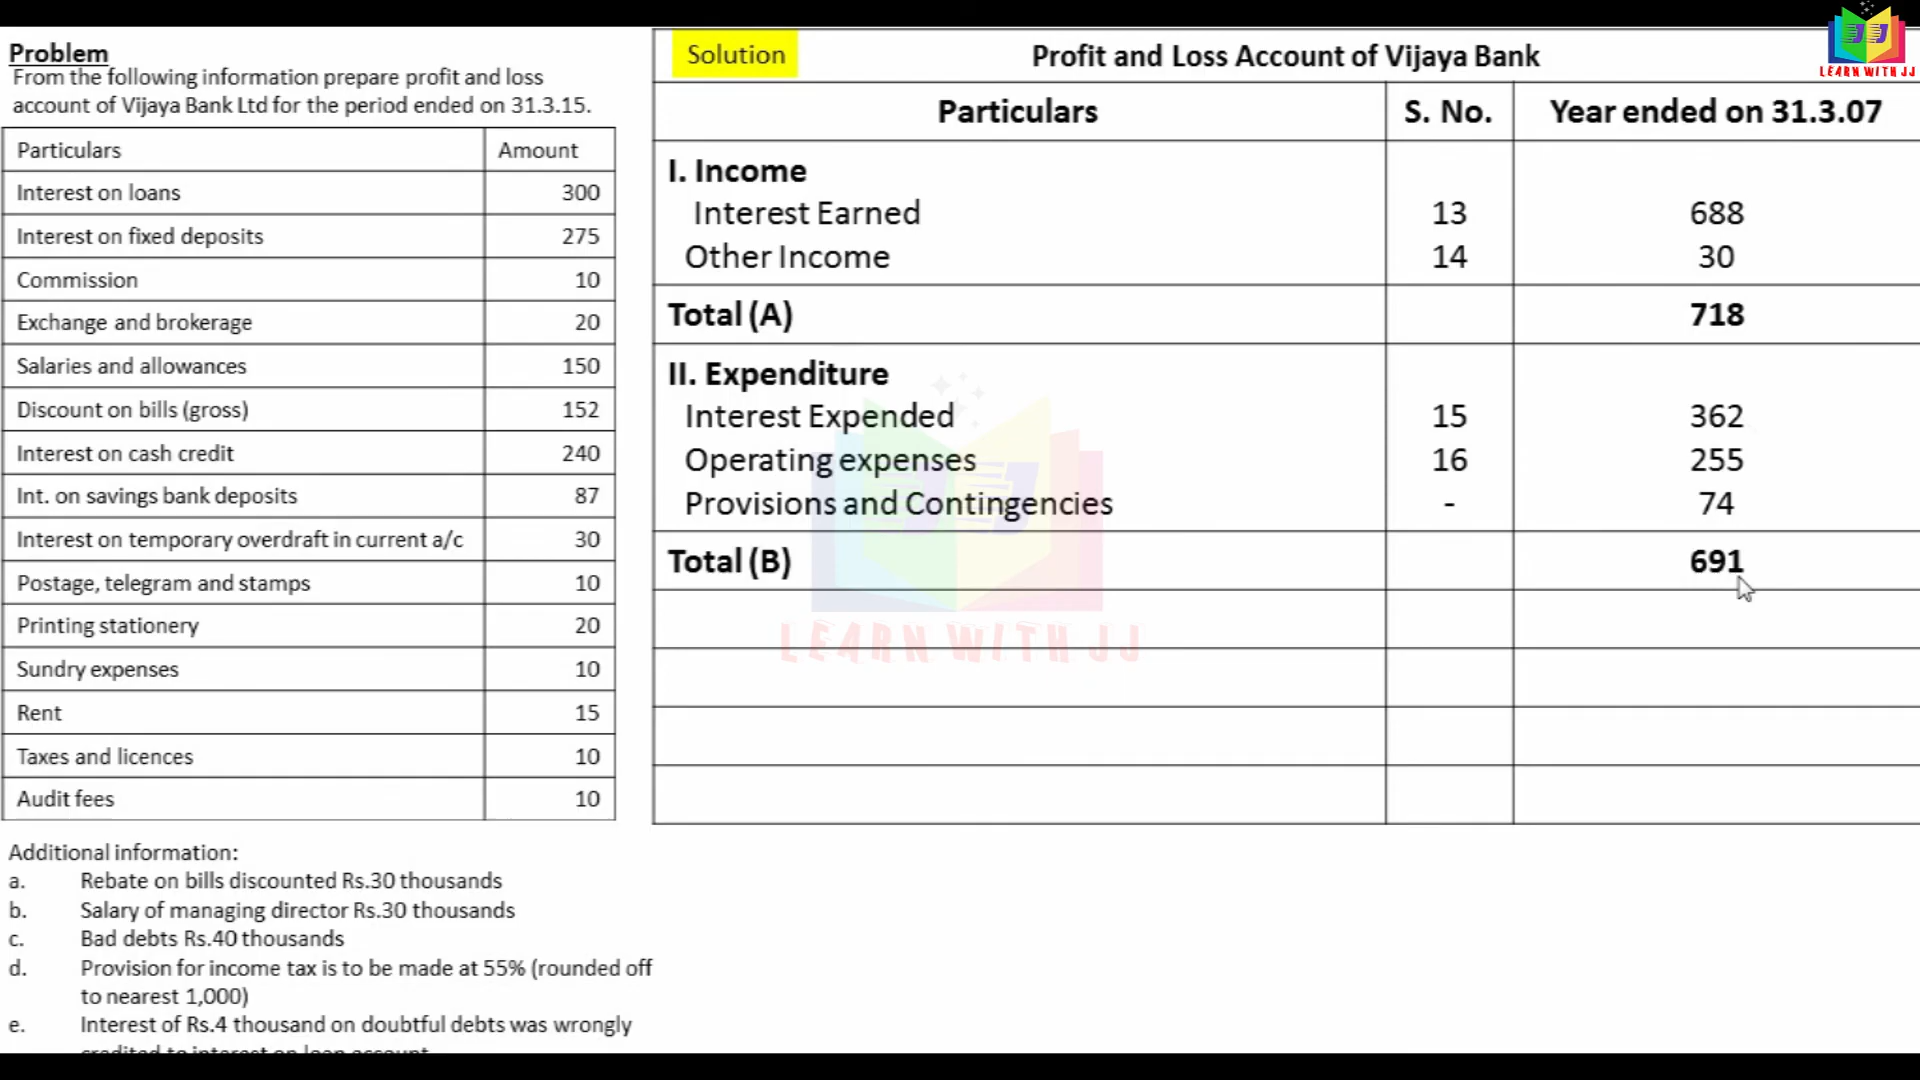 Problem
From the following information prepare profit and loss
account of Vijaya Bank Ltd for the period ended on 31.3.15.
Particulars Amount
Interest on loans 300
Interest on fixed deposits 275
Commission 10
Exchange and brokerage 20
Salaries and allowances 150
Discount on bills (gross) 152
Interest on cash credit 240
Int. on savings bank deposits 87
Interest on temporary overdraft in current a/c 30
Postage, telegram and stamps 10
Printing stationery 20
Sundry expenses 10
Rent 15
Taxes and licences 10
Audit fees 10
Additional information:
a. Rebate on bills discounted Rs.30 thousands
b. Salary of managing director Rs.30 thousands
c. Bad debts Rs.40 thousands
d. Provision for income tax is to be made at 55% (rounded off
to nearest 1,000)
e. Interest of Rs.4 thousand on doubtful debts was wrongly
credited to interest on loan account
Solution Profit and Loss Account of Vijaya Bank
Particulars S. No. Year ended on 31.3.07
I. Income
Interest Earned 13 688
Other Income 14 30
Total (A) 718
II. Expenditure
Interest Expended 15 362
Operating expenses 16 255
Provisions and Contingencies - 74
Total (B) 691
LEARN WITH JJ
JJ
LEARN WITH JJ